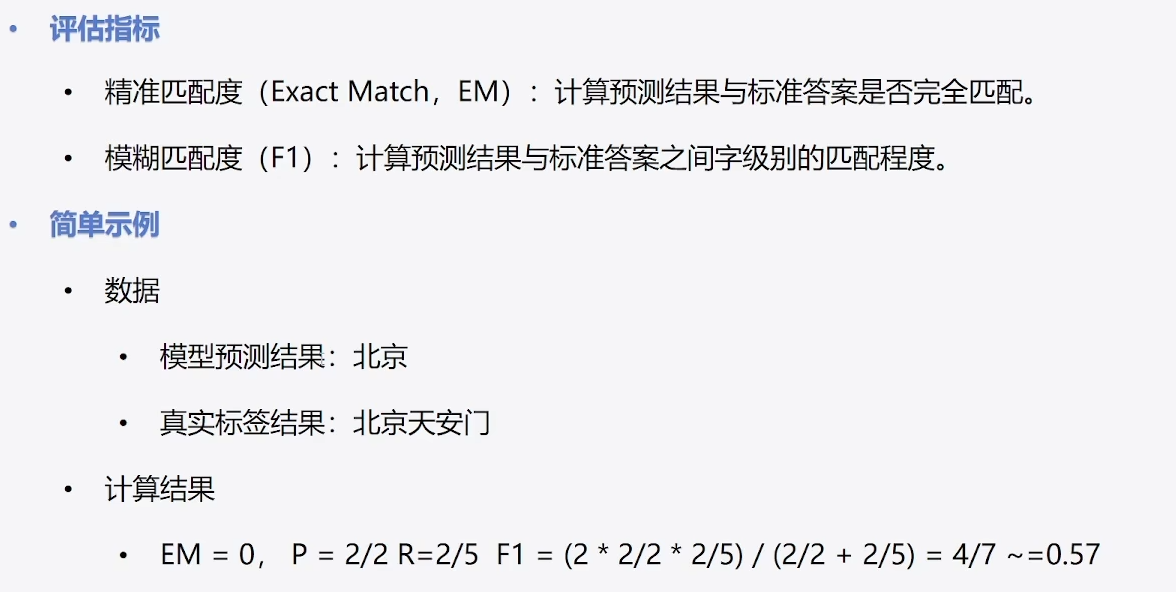 • 评估指标
• 精准匹配度（Exact Match，EM）：计算预测结果与标准答案是否完全匹配。
• 模糊匹配度（F1）：计算预测结果与标准答案之间字级别的匹配程度。
• 简单示例
• 数据
• 模型预测结果：北京
• 真实标签结果：北京天安门
• 计算结果
• EM = 0， P = 2/2 R=2/5 F1 = (2 * 2/2 * 2/5) / (2/2 + 2/5) = 4/7 ~=0.57